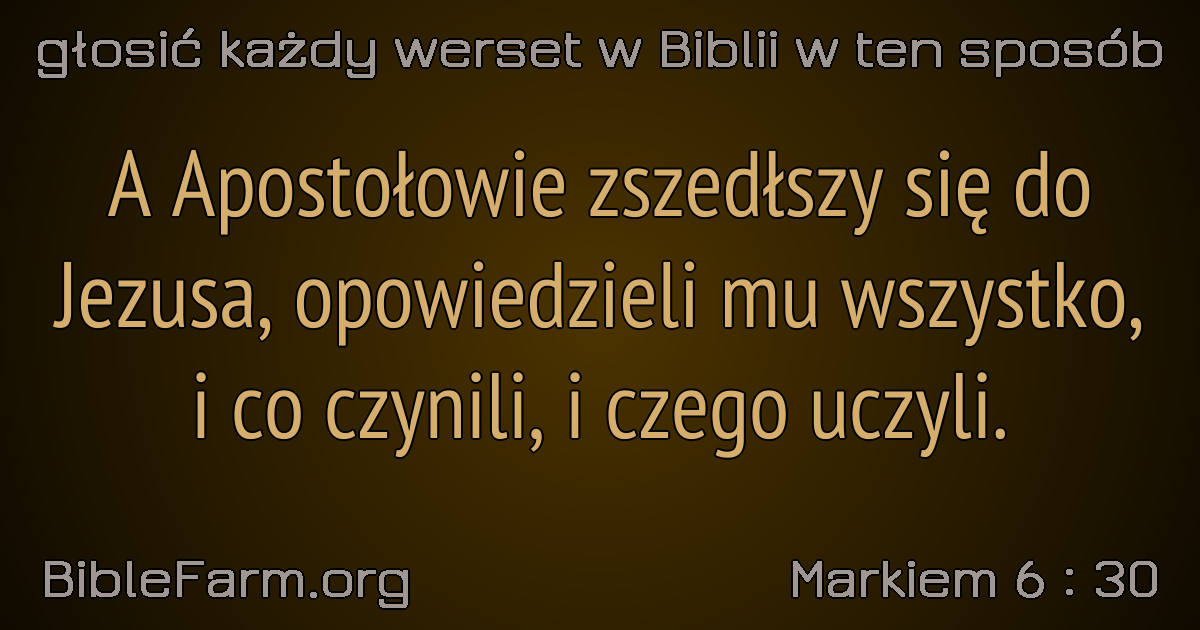 głosić każdy werset w Biblii w ten sposób
A Apostołowie zszedłszy się do
Jezusa, opowiedzieli mu wszystko,
i co czynili, i czego uczyli.
BibleFarm.org
Markiem 6 : 30